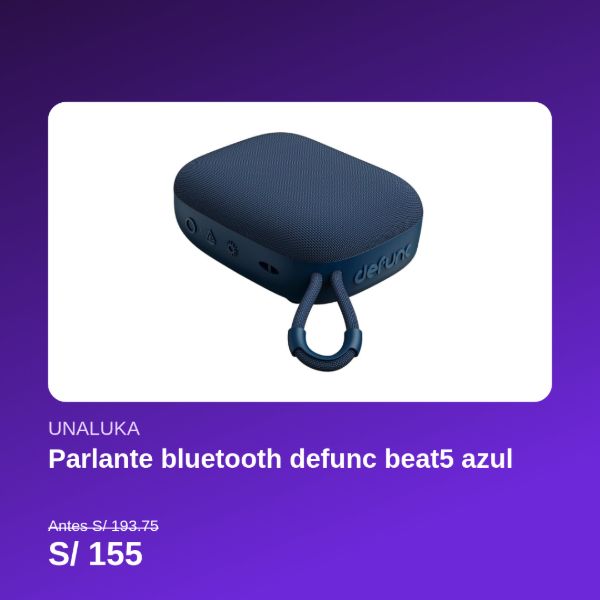 defunc
UNALUKA
Parlante bluetooth defunc beat5 azul
Antes S/ 193.75
S/ 155